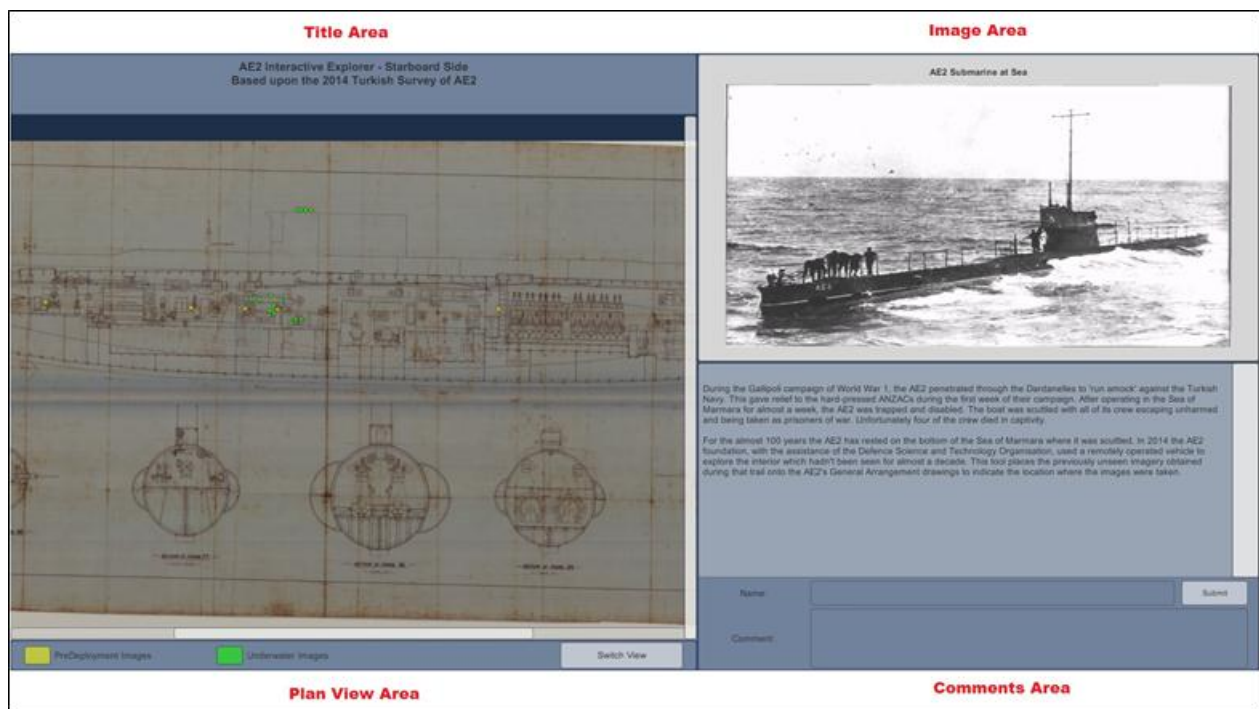 Title Area
Image Area
AE2 Interactive Explorer - Starboard Side
Based upon the 2014 Turkish Survey of AE2
AE2 Submarine at Sea
AE2
During the Gallipoli campaign of World War 1, the AE2 penetrated through the Dardanelles to 'run amock' against the Turkish
Navy. This gave relief to the hard-pressed ANZACs during the first week of their campaign. After operating in the Sea of
Marmara for almost a week, the AE2 was trapped and disabled. The boat was scuttled with all of its crew escaping unharmed
and being taken as prisoners of war. Unfortunately four of the crew died in captivity.
For the almost 100 years the AE2 has rested on the bottom of the Sea of Marmara where it was scuttled. In 2014 the AE2
foundation, with the assistance of the Defence Science and Technology Organisation, used a remotely operated vehicle to
explore the interior which hadn't been seen for almost a decade. This tool places the previously unseen imagery obtained
during that trail onto the AE2's General Arrangement drawings to indicate the location where the images were taken.
Name:
Submit
Comment:
PreDeployment Images
Underwater Images
Switch View
Plan View Area
Comments Area